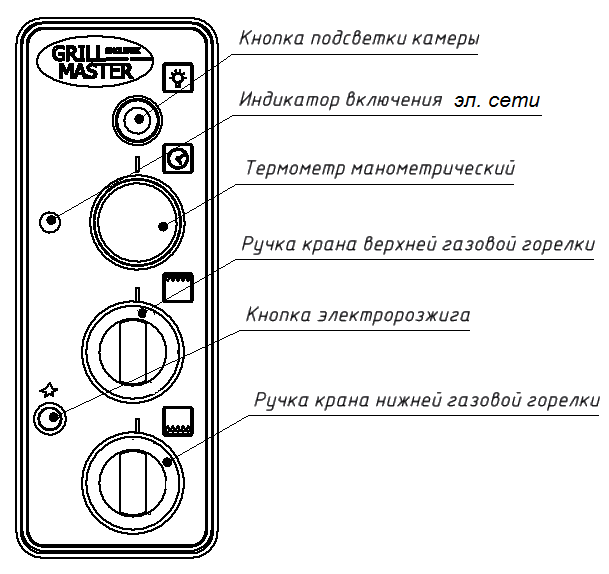 GRILL
MASTER
Кнопка подсветки камеры
Индикатор включения эл. сети
Термометр манометрический
Ручка крана верхней газовой горелки
Кнопка электророзжига
Ручка крана нижней газовой горелки